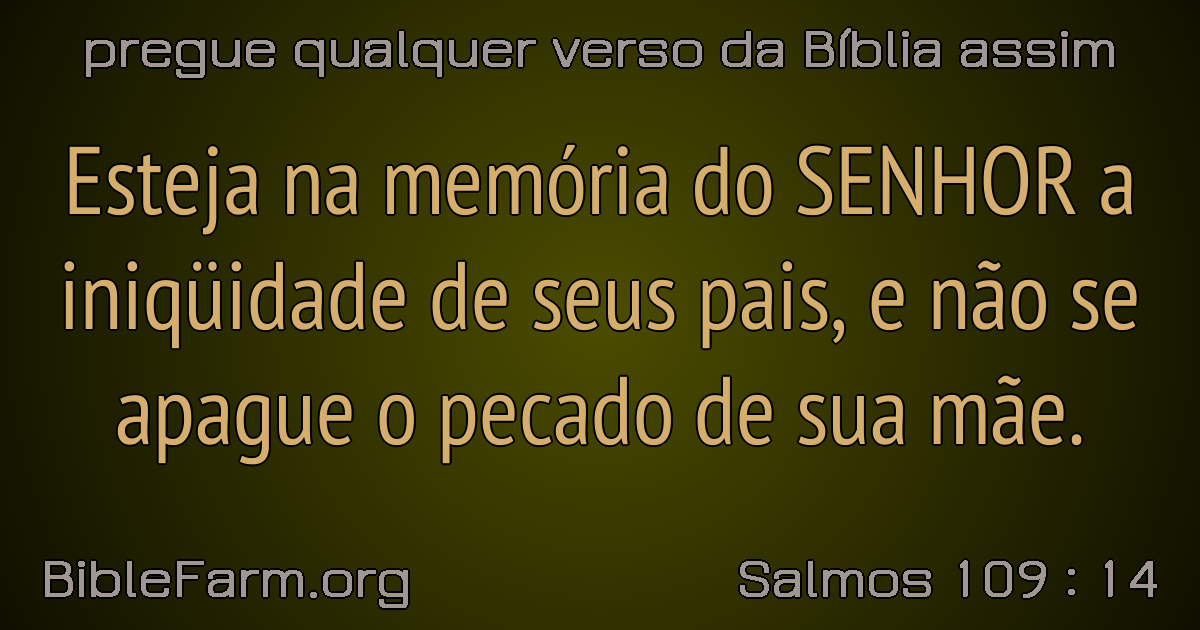 pregue qualquer verso da Bíblia assim
Esteja na memória do SENHOR a
iniqüidade de seus pais, e não se
apague o pecado de sua mãe.
BibleFarm.org
Salmos 109 : 14